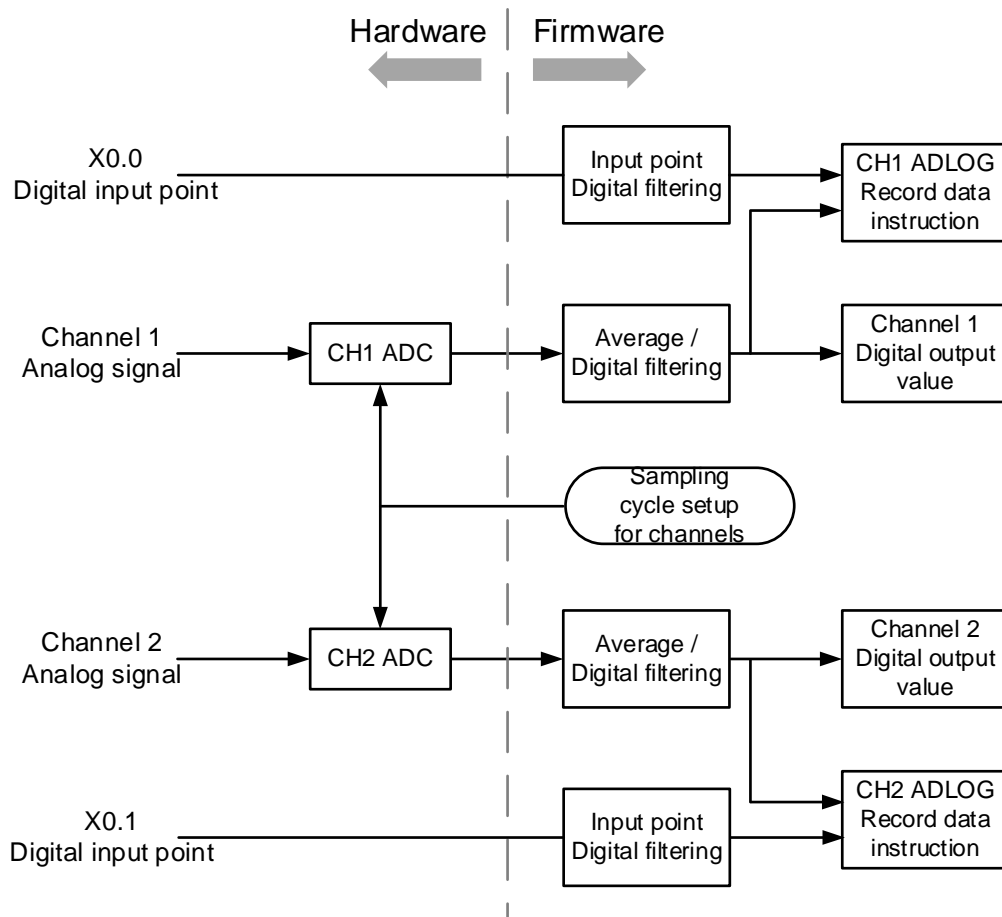 Hardware
Firmware
X0.0
Digital input point
Input point
Digital filtering
CH1 ADLOG
Record data
instruction
Channel 1
Analog signal
CH1 ADC
Average /
Digital filtering
Channel 1
Digital output
value
Sampling
cycle setup
for channels
Channel 2
Analog signal
CH2 ADC
Average /
Digital filtering
Channel 2
Digital output
value
X0.1
Digital input point
Input point
Digital filtering
CH2 ADLOG
Record data
instruction